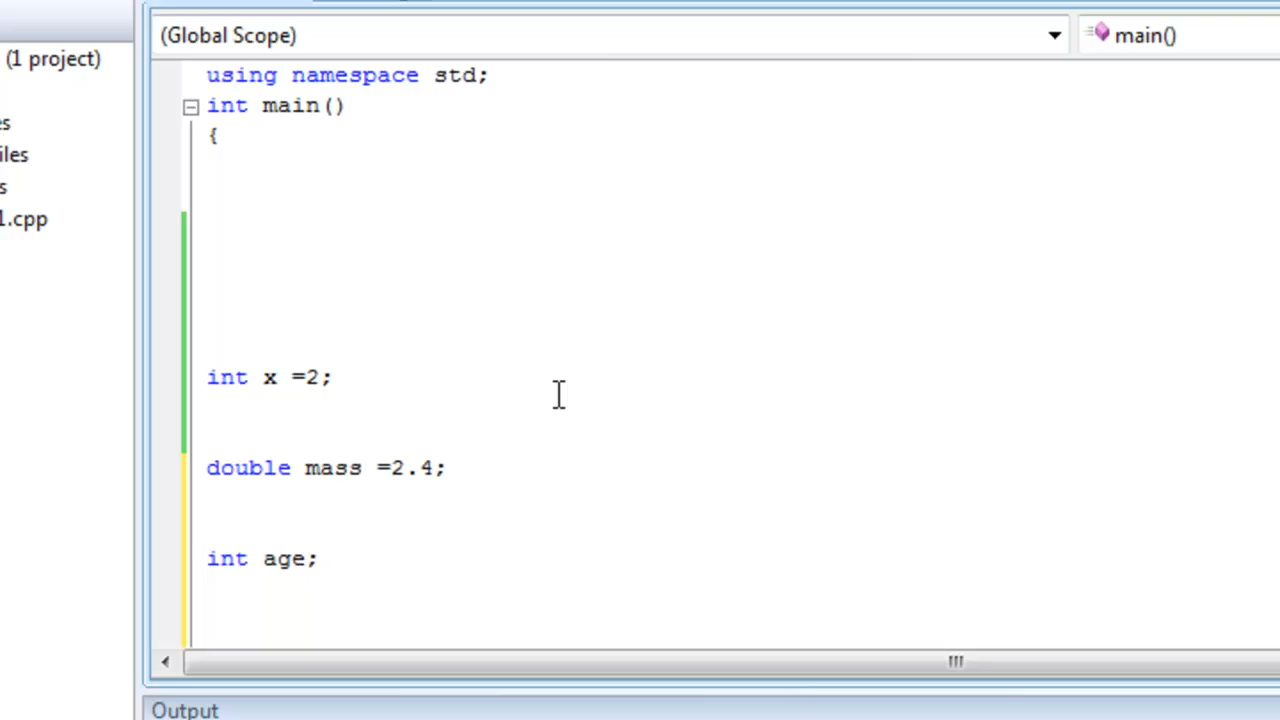 (Global Scope)
main()
(1 project)
es
iles
s
1.cpp
using namespace std;
int main()
{
int x =2;
double mass =2.4;
int age;
Output